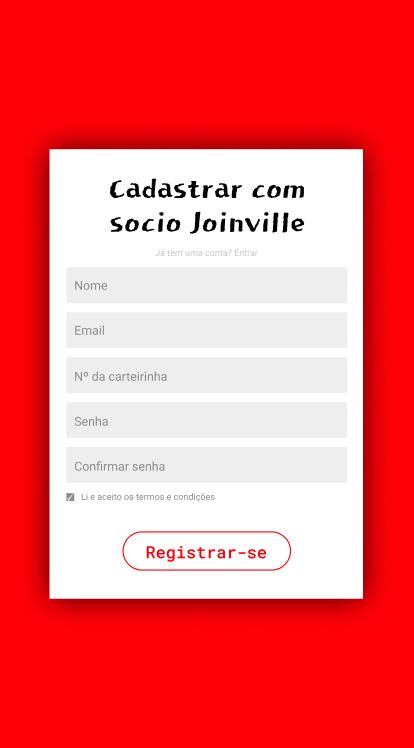 Cadastrar com
socio Joinville
Já tem uma conta? Entrar
Nome
Email
Nº da carteirinha
Senha
Confirmar senha
Li e aceito os termos e condições
Registrar-se